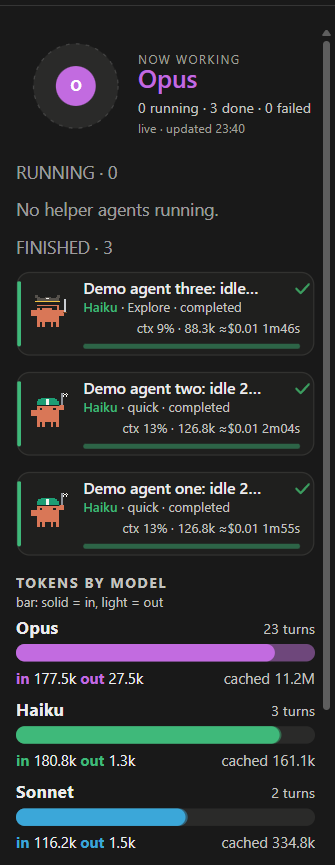 O
NOW WORKING
Opus
0 running · 3 done · 0 failed
live · updated 23:40
RUNNING · 0
No helper agents running.
FINISHED · 3
Demo agent three: idle...
Haiku · Explore · completed
ctx 9% · 88.3k ≈$0.01 1m46s
Demo agent two: idle 2...
Haiku · quick · completed
ctx 13% · 126.8k ≈$0.01 2m04s
Demo agent one: idle 2...
Haiku · quick · completed
ctx 13% · 126.8k ≈$0.01 1m55s
TOKENS BY MODEL
bar: solid = in, light = out
Opus 23 turns
in 177.5k out 27.5k cached 11.2M
Haiku 3 turns
in 180.8k out 1.3k cached 161.1k
Sonnet 2 turns
in 116.2k out 1.5k cached 334.8k